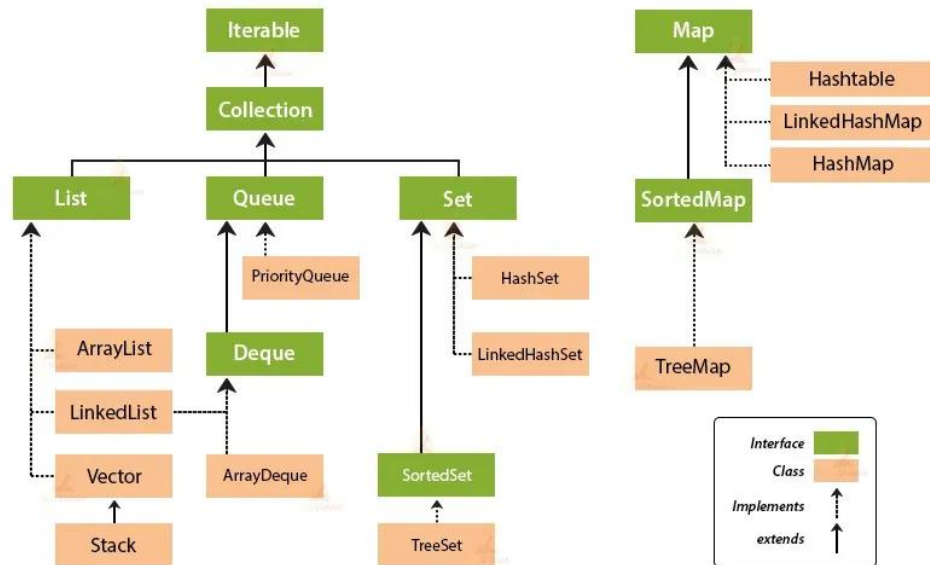 Iterable
Map
Hashtable
Collection
LinkedHashMap
HashMap
List
Queue
Set
SortedMap
PriorityQueue
HashSet
ArrayList
Deque
LinkedHashSet
TreeMap
LinkedList
Interface
Vector
ArrayDeque
SortedSet
Class
Implements
Stack
TreeSet
extends